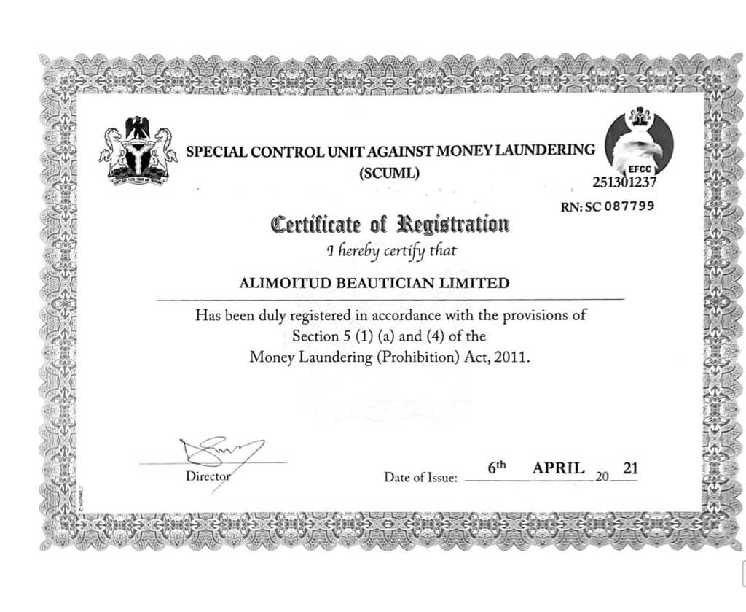 SPECIAL CONTROL UNIT AGAINST MONEY LAUNDERING
(SCUML)
EFCC
251301237
RN: SC 087799
Certificate of Registration
I hereby certify that
ALIMOITUD BEAUTICIAN LIMITED
Has been duly registered in accordance with the provisions of
Section 5 (1) (a) and (4) of the
Money Laundering (Prohibition) Act, 2011.
Director
Date of Issue: 6th APRIL 20 21